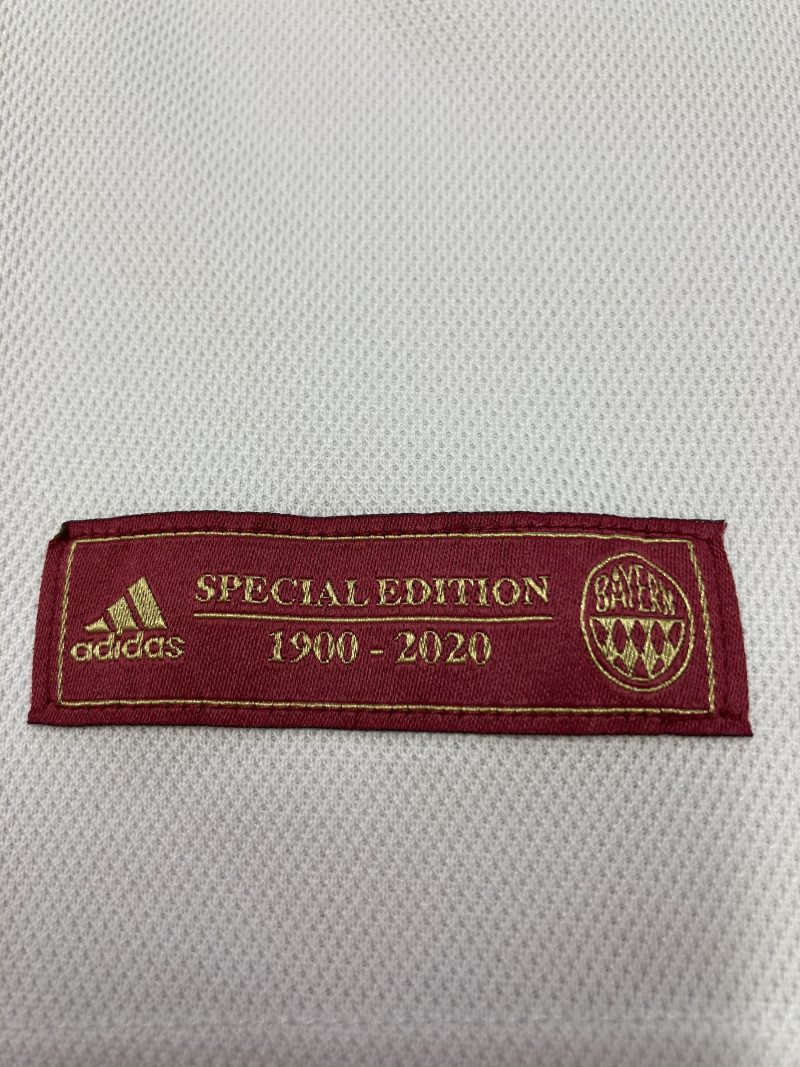 adidas
SPECIAL EDITION
1900 - 2020
BAYERN